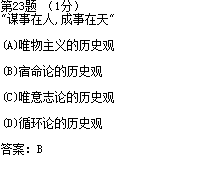 第23题 (1分)
“谋事在人,成事在天“
(A)唯物主义的历史观
(B)宿命论的历史观
(C)唯意志论的历史观
(D)循环论的历史观
答案：B